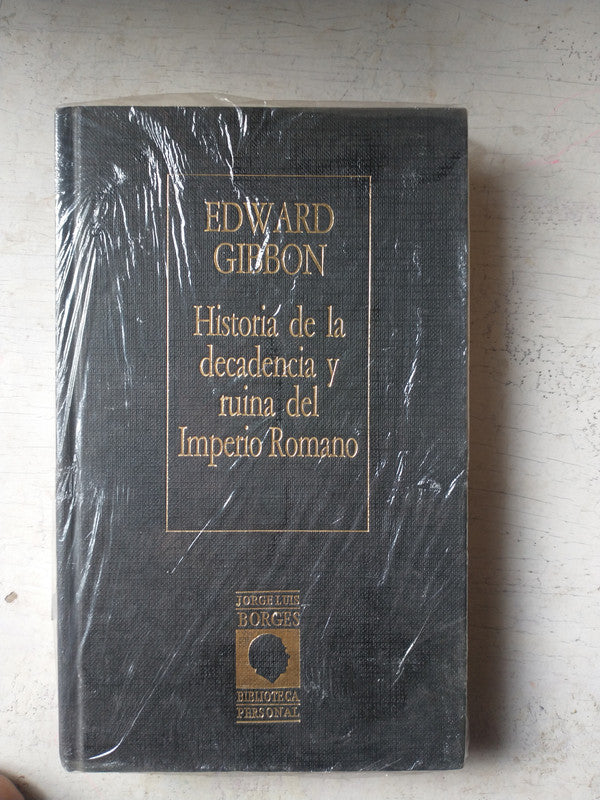 EDWARD
GIBBON
Historia de la
decadencia y
ruina del
Imperio Romano
JORGE LUIS
BORGES
BIBLIOTECA
PERSONAL